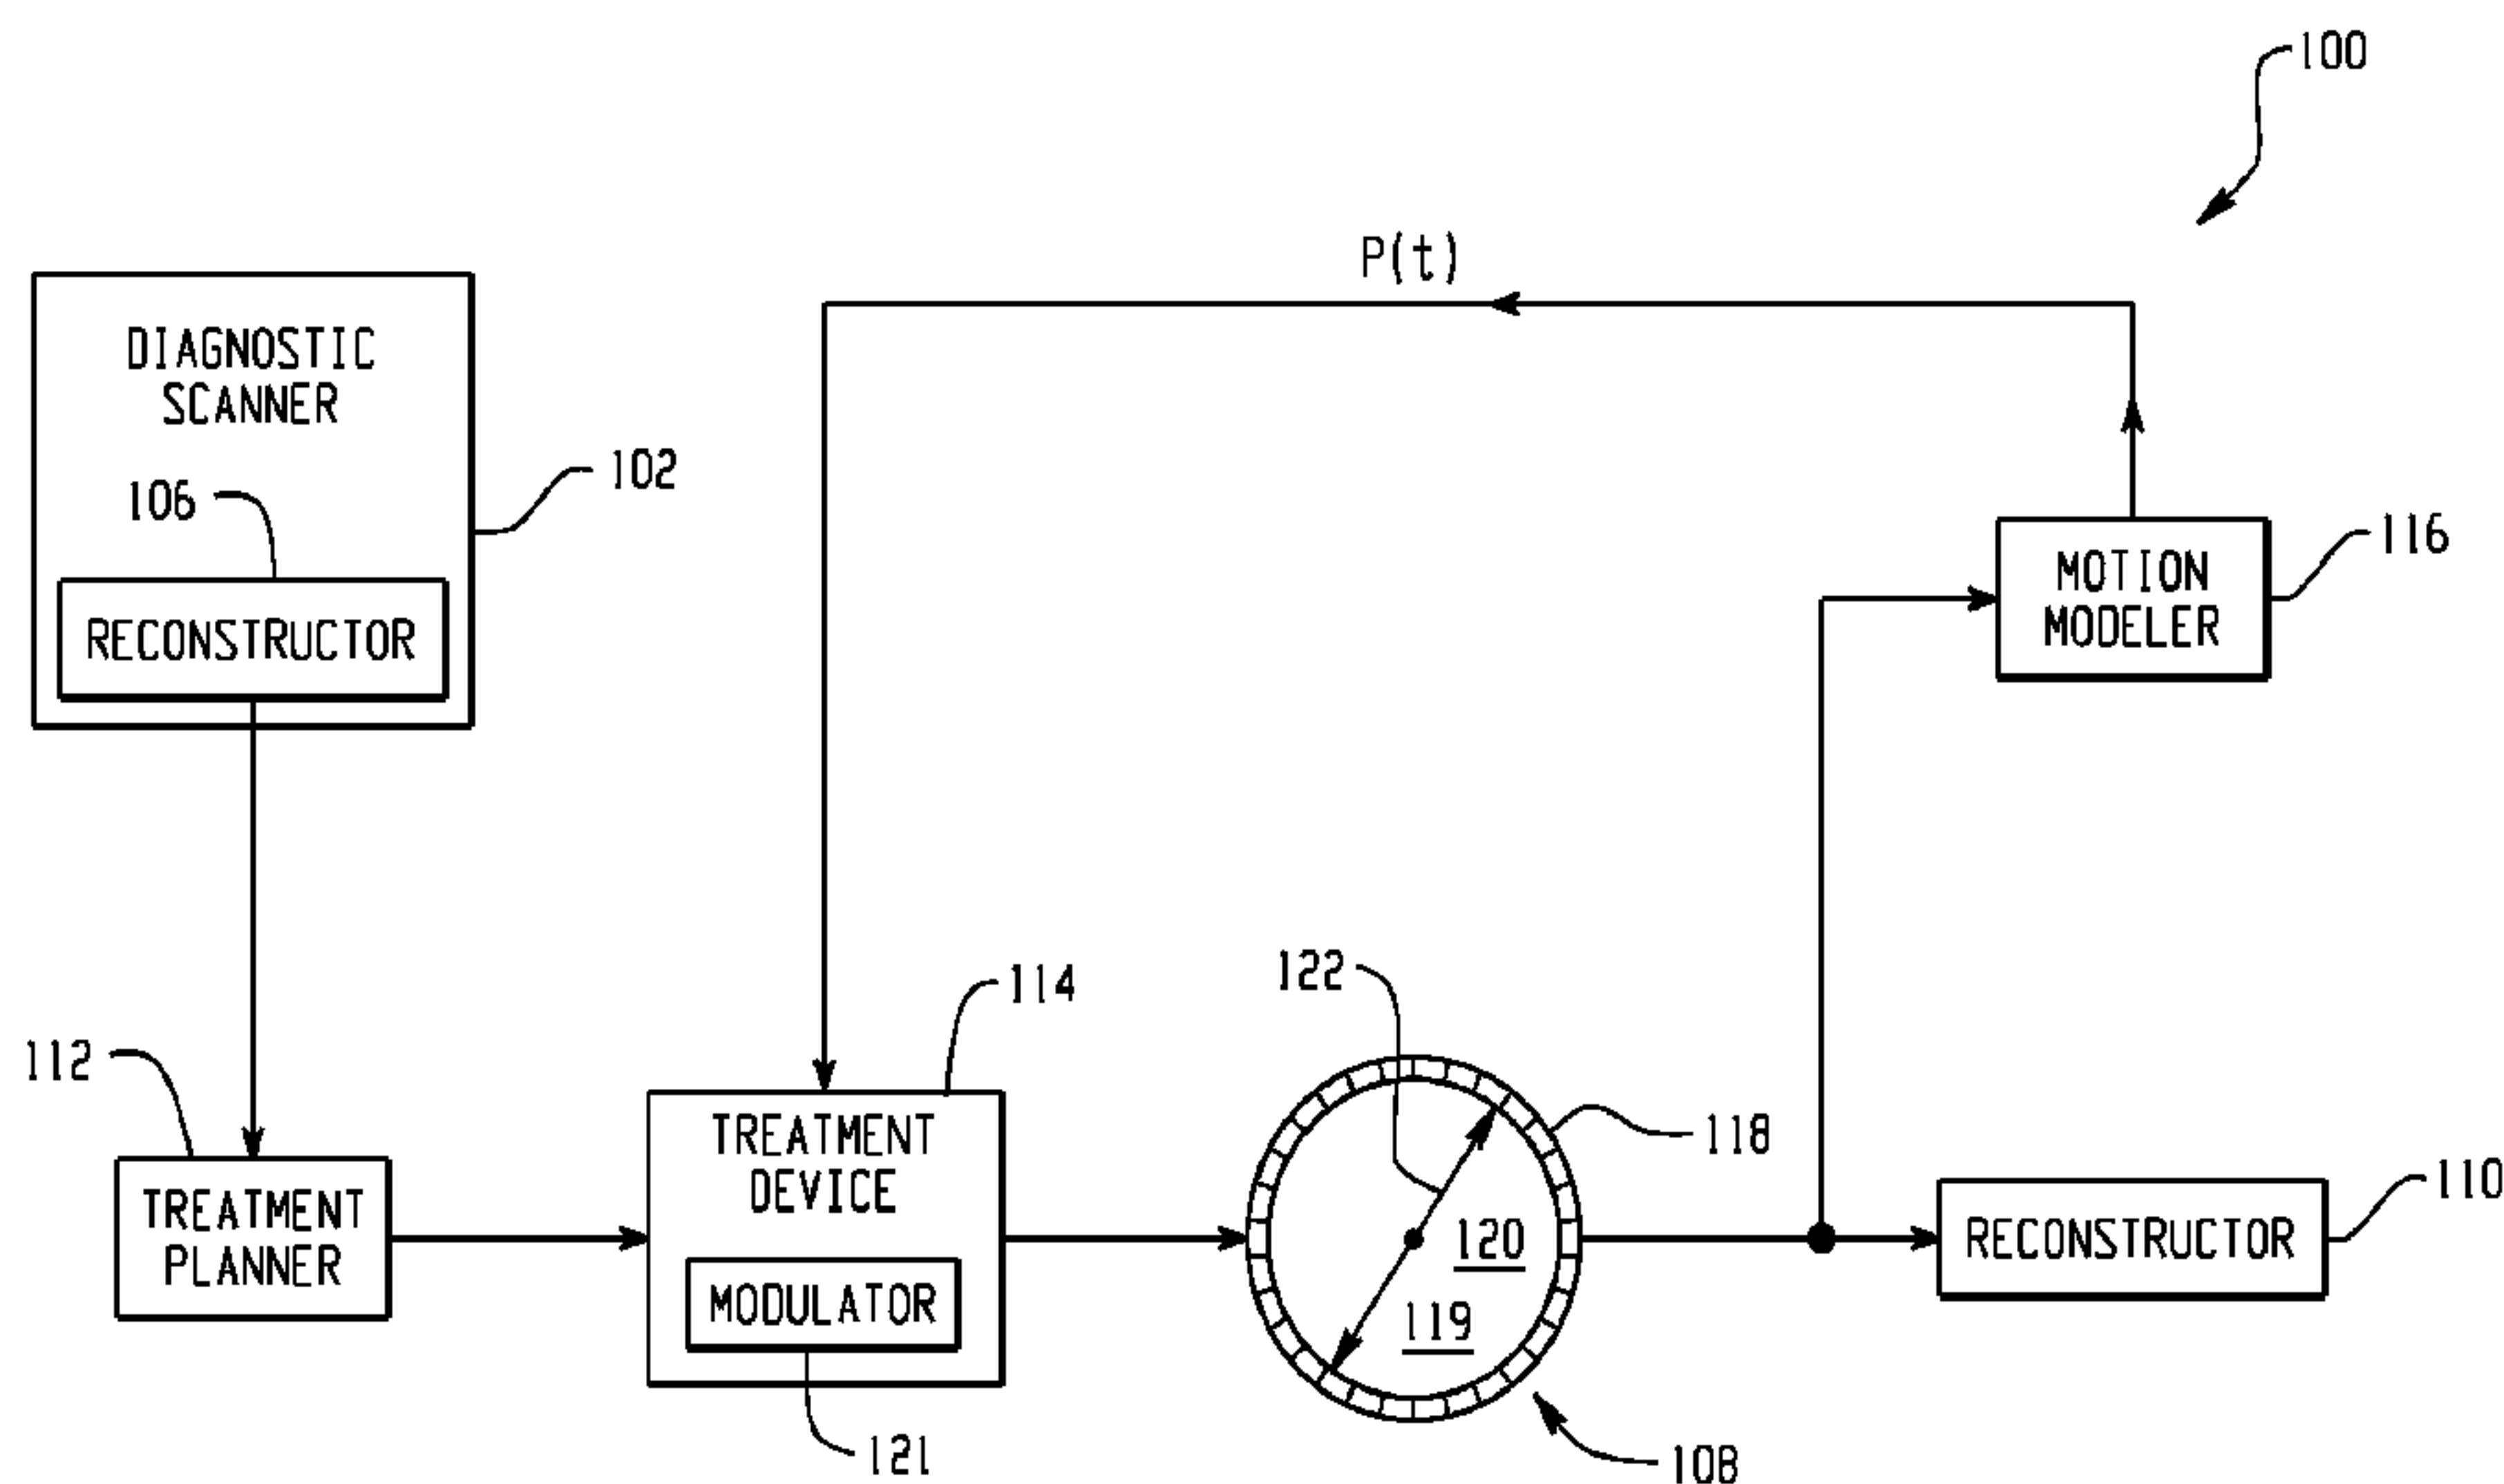 100
P(t)
DIAGNOSTIC
SCANNER
102
106
RECONSTRUCTOR
116
MOTION
MODELER
122
114
112
118
TREATMENT
DEVICE
110
TREATMENT
PLANNER
120
RECONSTRUCTOR
MODULATOR
119
121
108